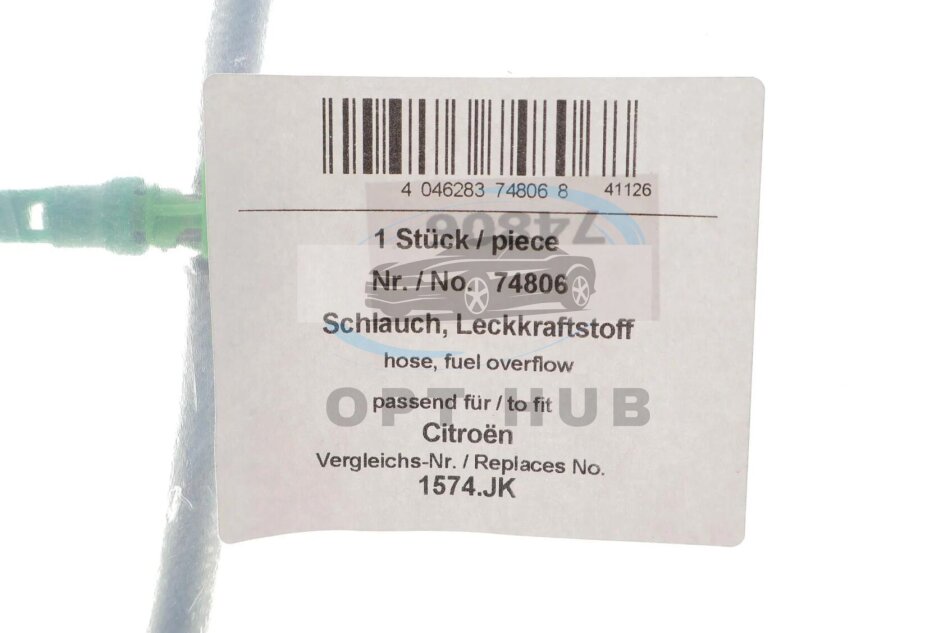 4 046283 74806 8 41126
74806
1 Stück / piece
Nr. / No. 74806
Schlauch, Leckkraftstoff
hose, fuel overflow
OPT HUB
passend für / to fit
Citroën
Vergleichs-Nr. / Replaces No.
1574.JK